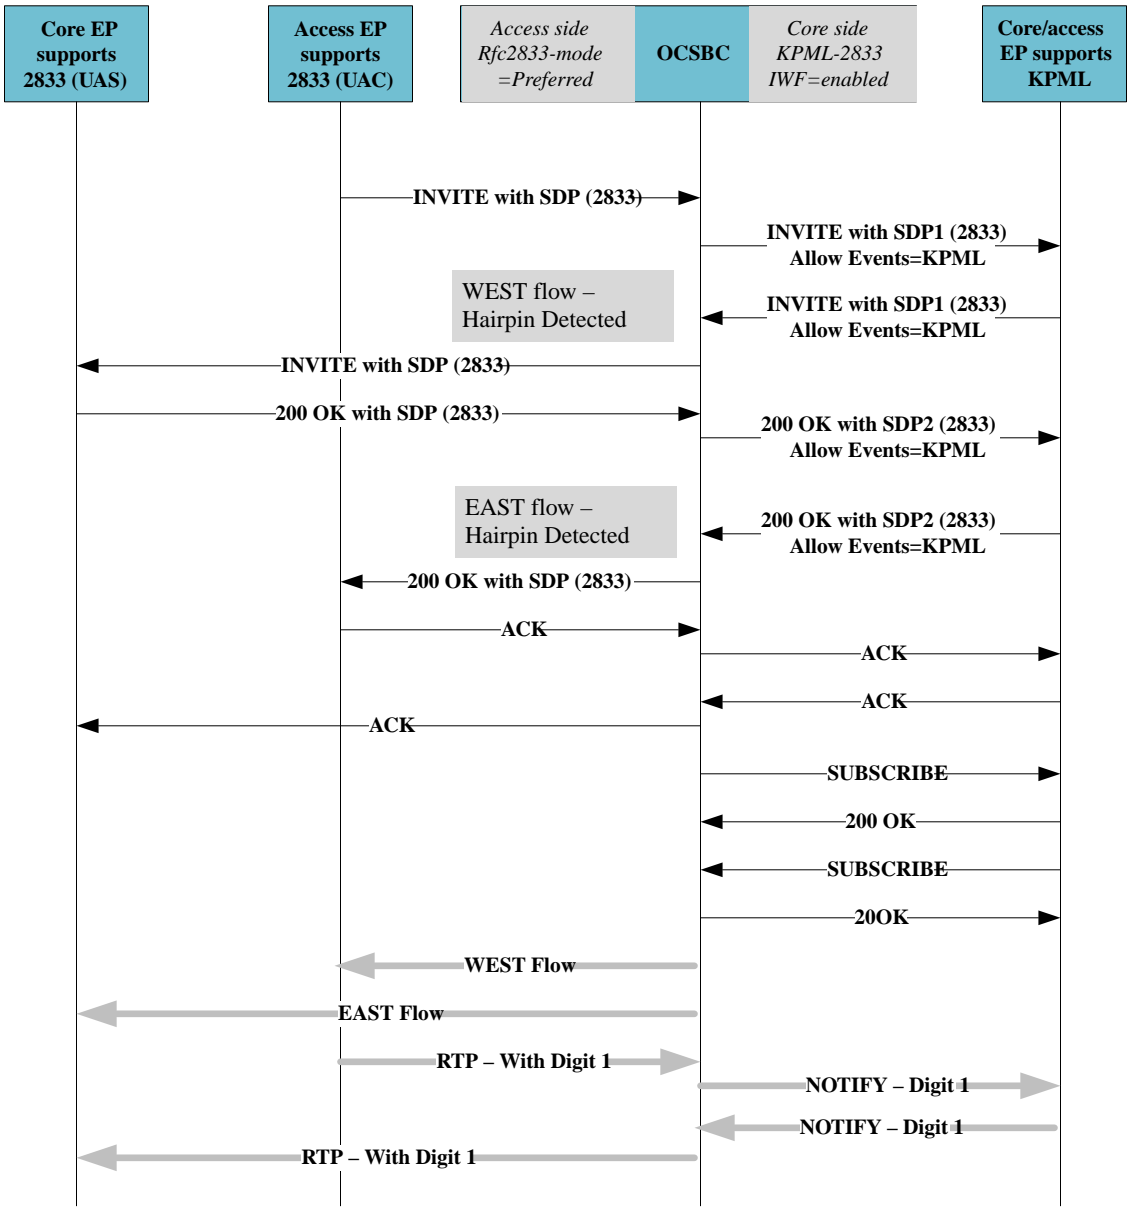 Core EP
supports
2833 (UAS)
Access EP
supports
2833 (UAC)
Access side
Rfc2833-mode
=Preferred
OCSBC
Core side
KPML-2833
IWF=enabled
Core/access
EP supports
KPML
INVITE with SDP (2833)
INVITE with SDP1 (2833)
Allow Events=KPML
WEST flow –
Hairpin Detected
INVITE with SDP1 (2833)
Allow Events=KPML
INVITE with SDP (2833)
200 OK with SDP (2833)
200 OK with SDP2 (2833)
Allow Events=KPML
EAST flow –
Hairpin Detected
200 OK with SDP2 (2833)
Allow Events=KPML
200 OK with SDP (2833)
ACK
ACK
ACK
ACK
SUBSCRIBE
200 OK
SUBSCRIBE
20OK
WEST Flow
EAST Flow
RTP – With Digit 1
NOTIFY – Digit 1
NOTIFY – Digit 1
RTP – With Digit 1